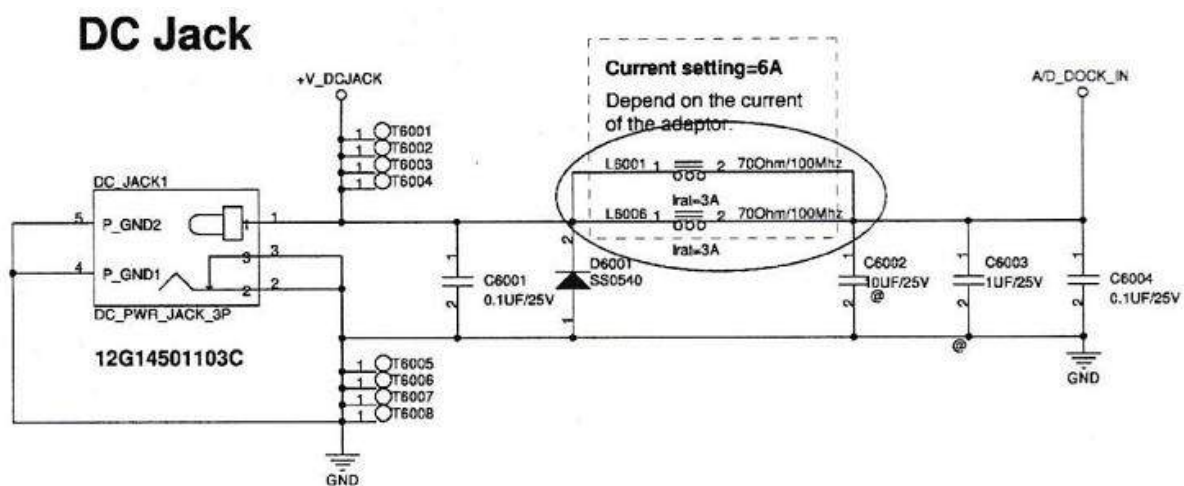 DC Jack
+V_DCJACK
Current setting=6A
Depend on the current
of the adaptor.
A/D_DOCK_IN
1 T6001
1 T6002
1 T6003
1 T6004
DC_JACK1
5 P_GND2 1 1
4 P_GND1 3 3
2 2
DC_PWR_JACK_3P
12G14501103C
L6001 1 2 70Ohm/100Mhz
Irat=3A
L6006 1 2 70Ohm/100Mhz
Irat=3A
1 C6001 2
0.1UF/25V
2 D6001 1
SS0540
1 C6002 2
10UF/25V
@
1 C6003 2
1UF/25V
@
1 C6004 2
0.1UF/25V
GND
1 T6005
1 T6006
1 T6007
1 T6008
GND